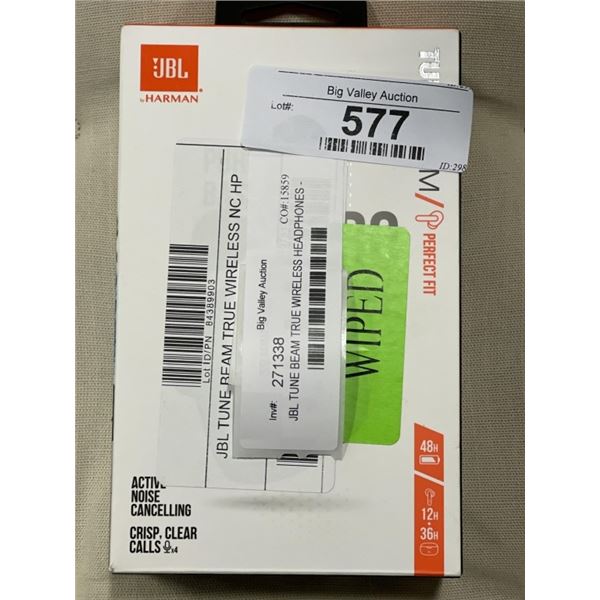 JBL
by HARMAN
TU
M
Big Valley Auction
Lot#:
577
ID:298
PERFECT FIT
WIPED
Lot ID/PN 84389903
JBL TUNE BEAM TRUE WIRELESS NC HP
Inv#: 271338
Big Valley Auction
CO#:15859
JBL TUNE BEAM TRUE WIRELESS HEADPHONES -
48H
12H
+
36H
ACTIVE
NOISE
CANCELLING
CRISP, CLEAR
CALLS x4